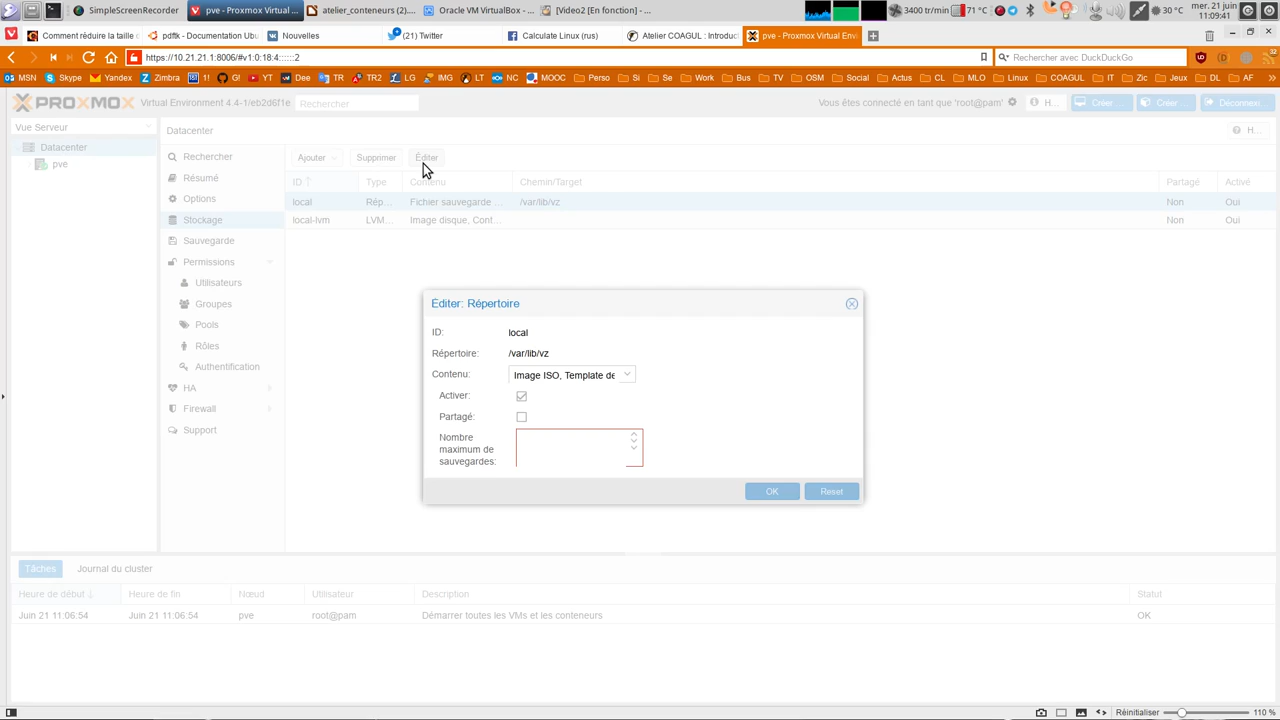 SimpleScreenRecorder
pve - Proxmox Virtual ...
atelier_conteneurs (2)....
Oracle VM VirtualBox - ...
[Video2 [En fonction] - ...
3400 tr/min
71 °C
30 °C
mer. 21 juin
11:09:41
Comment réduire la taille
pdftk - Documentation Ubu
Nouvelles
(21) Twitter
Calculate Linux (rus)
Atelier COAGUL : Introduc
pve - Proxmox Virtual Envi
https://10.21.21.1:8006/#v1:0:18:4::::::2
Rechercher avec DuckDuckGo
MSN
Skype
Yandex
Zimbra
1!
G!
YT
Dee
TR
TR2
LG
IMG
LT
NC
MOOC
Perso
Si
Se
Work
Bus
TV
OSM
Social
Actus
CL
MLO
Linux
COAGUL
IT
Zic
Jeux
DL
AF
PROXMOX
Virtual Environment 4.4-1/eb2d6f1e
Rechercher
Vous êtes connecté en tant que 'root@pam'
H...
Créer ...
Créer ...
Déconnexi...
Vue Serveur
Datacenter
pve
Datacenter
H...
Rechercher
Résumé
Options
Stockage
Sauvegarde
Permissions
Utilisateurs
Groupes
Pools
Rôles
Authentification
HA
Firewall
Support
Ajouter
Supprimer
Éditer
ID
Type
Contenu
Chemin/Target
Partagé
Activé
local
Rép...
Fichier sauvegarde ...
/var/lib/vz
Non
Oui
local-lvm
LVM...
Image disque, Cont...
Non
Oui
Editer: Répertoire
ID:
local
Répertoire:
/var/lib/vz
Contenu:
Image ISO, Template de
Activer:
Partagé:
Nombre
maximum de
sauvegardes:
OK
Reset
Tâches
Journal du cluster
Heure de début
Heure de fin
Nœud
Utilisateur
Description
Statut
Juin 21 11:06:54
Juin 21 11:06:54
pve
root@pam
Démarrer toutes les VMs et les conteneurs
OK
Réinitialiser
110 %